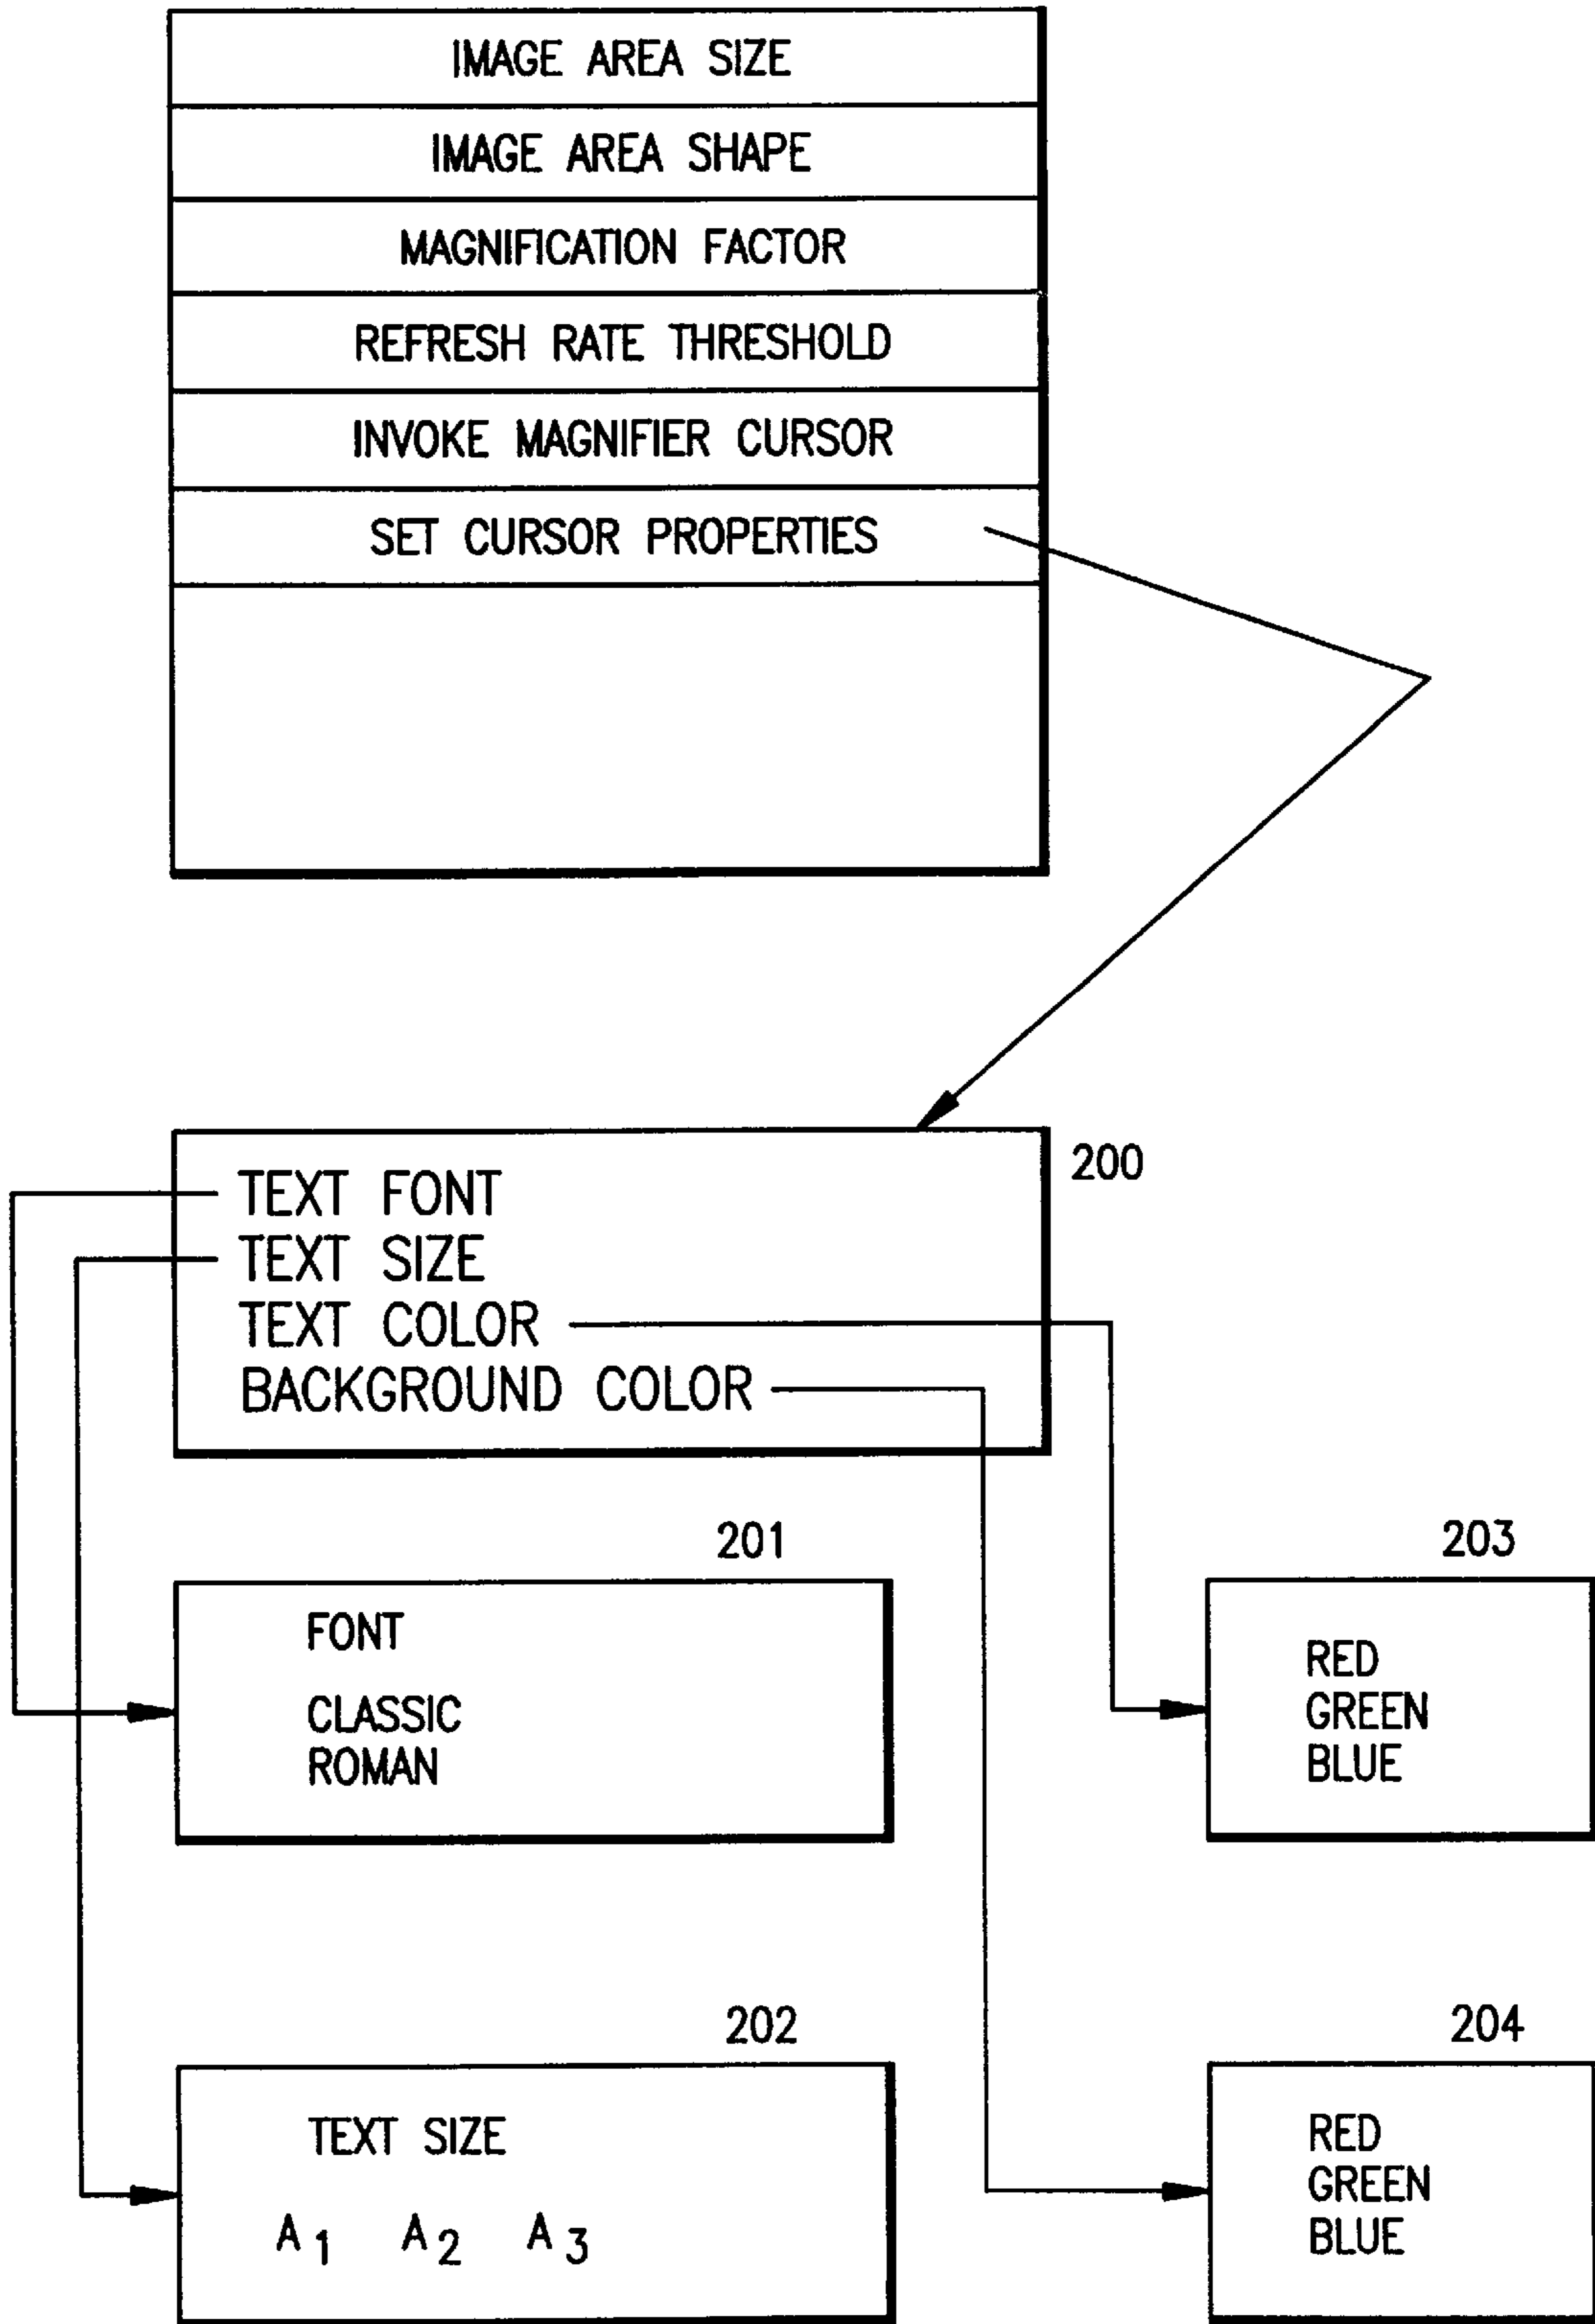 IMAGE AREA SIZE
IMAGE AREA SHAPE
MAGNIFICATION FACTOR
REFRESH RATE THRESHOLD
INVOKE MAGNIFIER CURSOR
SET CURSOR PROPERTIES
200
TEXT FONT
TEXT SIZE
TEXT COLOR
BACKGROUND COLOR
201
FONT
CLASSIC
ROMAN
203
RED
GREEN
BLUE
202
TEXT SIZE
A1 A2 A3
204
RED
GREEN
BLUE